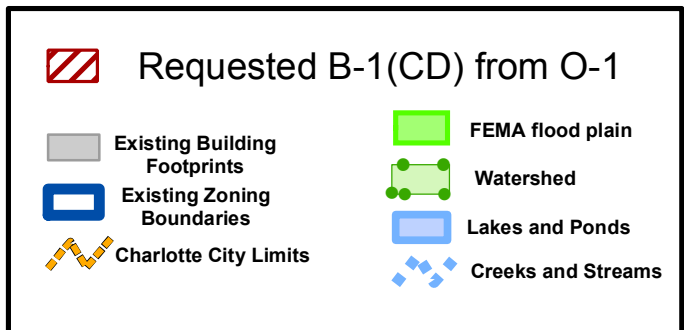 Requested B-1(CD) from O-1
Existing Building
Footprints
Existing Zoning
Boundaries
Charlotte City Limits
FEMA flood plain
Watershed
Lakes and Ponds
Creeks and Streams